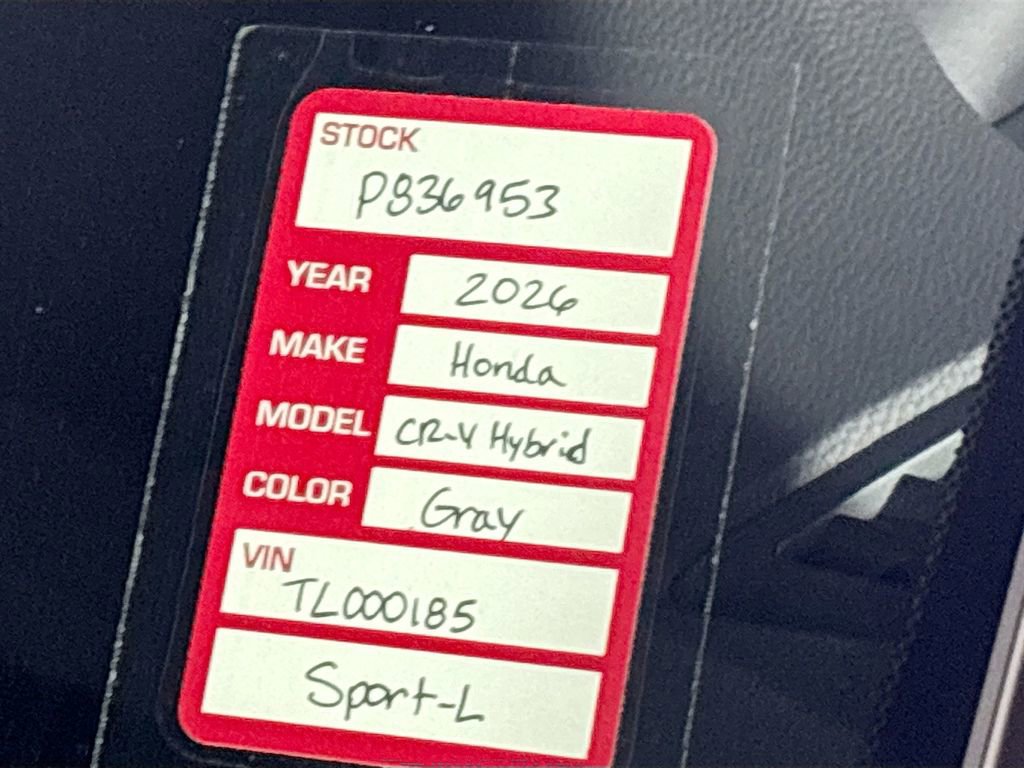 STOCK
P836953
YEAR 2026
MAKE Honda
MODEL CR-V Hybrid
COLOR Gray
VIN
TL000185
Sport-L